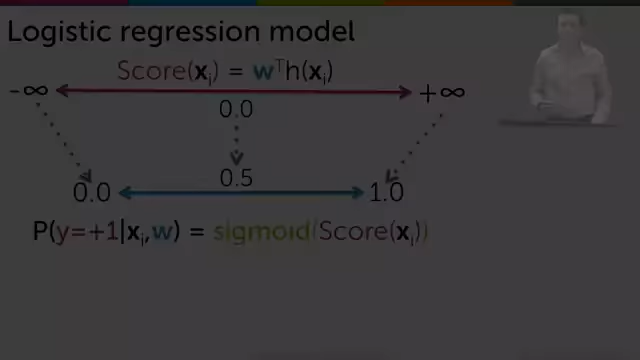 Logistic regression model
Score(xᵢ) = wᵀh(xᵢ)
-∞ +∞
0.0
0.0 0.5 1.0
P(y=+1|xᵢ,w) = sigmoid(Score(xᵢ))